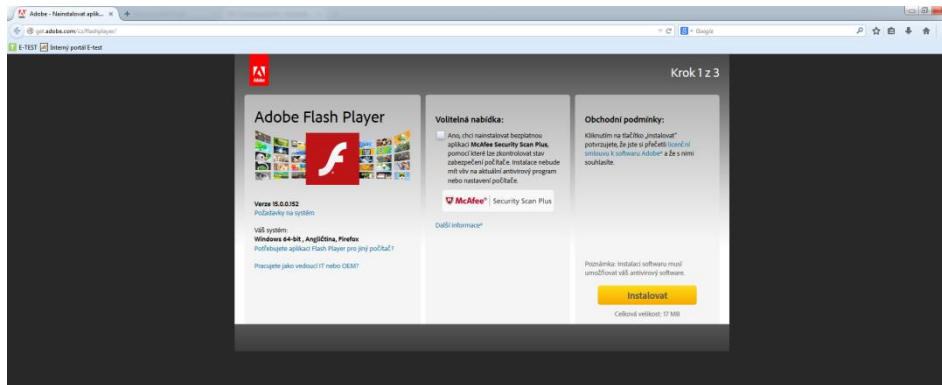 Adobe - Nainstalovat aplik...
get.adobe.com/cz/flashplayer/
Google
E-TEST Interný portál E-test
Adobe
Krok 1 z 3
Adobe Flash Player
Verze 15.0.0.152
Požadavky na systém
Váš systém:
Windows 64-bit , Angličtina, Firefox
Potřebujete aplikaci Flash Player pro jiný počítač?
Pracujete jako vedoucí IT nebo OEM?
Volitelná nabídka:
Ano, chci nainstalovat bezplatnou
aplikaci McAfee Security Scan Plus,
pomocí které lze zkontrolovat stav
zabezpečení počítače. Instalace nebude
mít vliv na aktuální antivirový program
nebo nastavení počítače.
McAfee® Security Scan Plus
Další informace
Obchodní podmínky:
Kliknutím na tlačítko „Instalovat“
potvrzujete, že jste si přečetli licenční
smlouvu k softwaru Adobe a že s nimi
souhlasíte.
Poznámka: Instalaci softwaru musí
umožňovat váš antivirový software.
Instalovat
Celková velikost: 17 MB